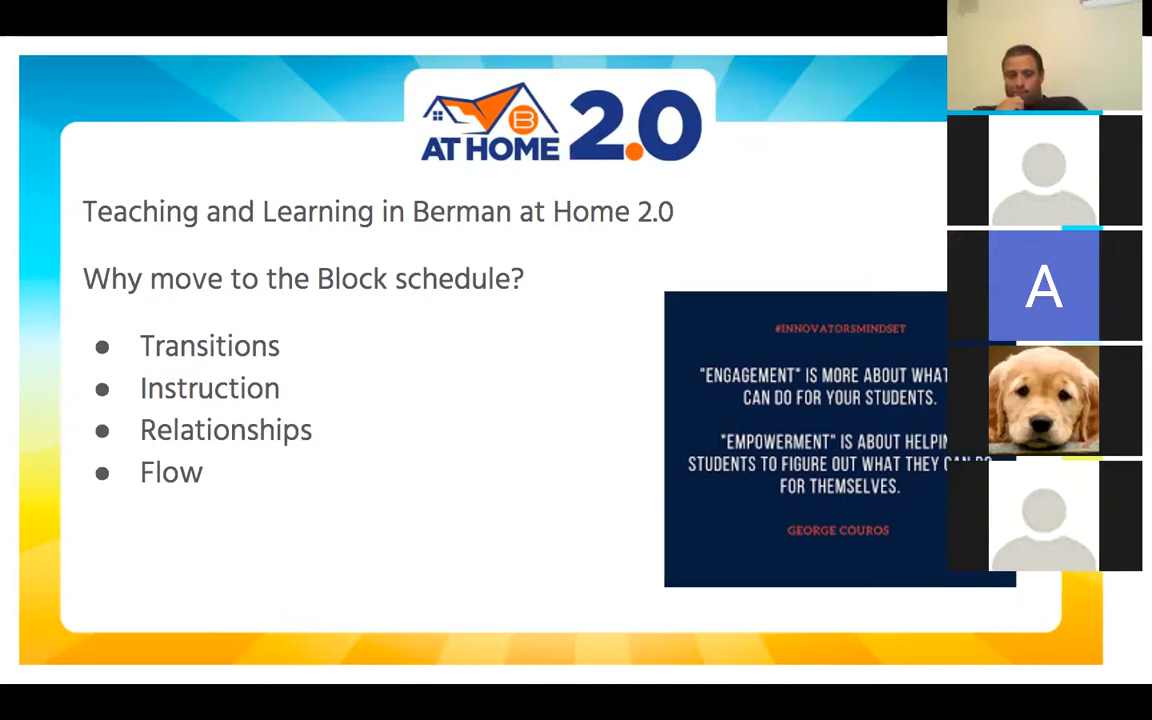 B
AT HOME 2.0
Teaching and Learning in Berman at Home 2.0
Why move to the Block schedule?
● Transitions
● Instruction
● Relationships
● Flow
#INNOVATORSMINDSET
"ENGAGEMENT" IS MORE ABOUT WHAT
CAN DO FOR YOUR STUDENTS.
"EMPOWERMENT" IS ABOUT
STUDENTS TO FIGURE OUT WHAT THEY
FOR THEMSELVES.
GEORGE COUROS
A